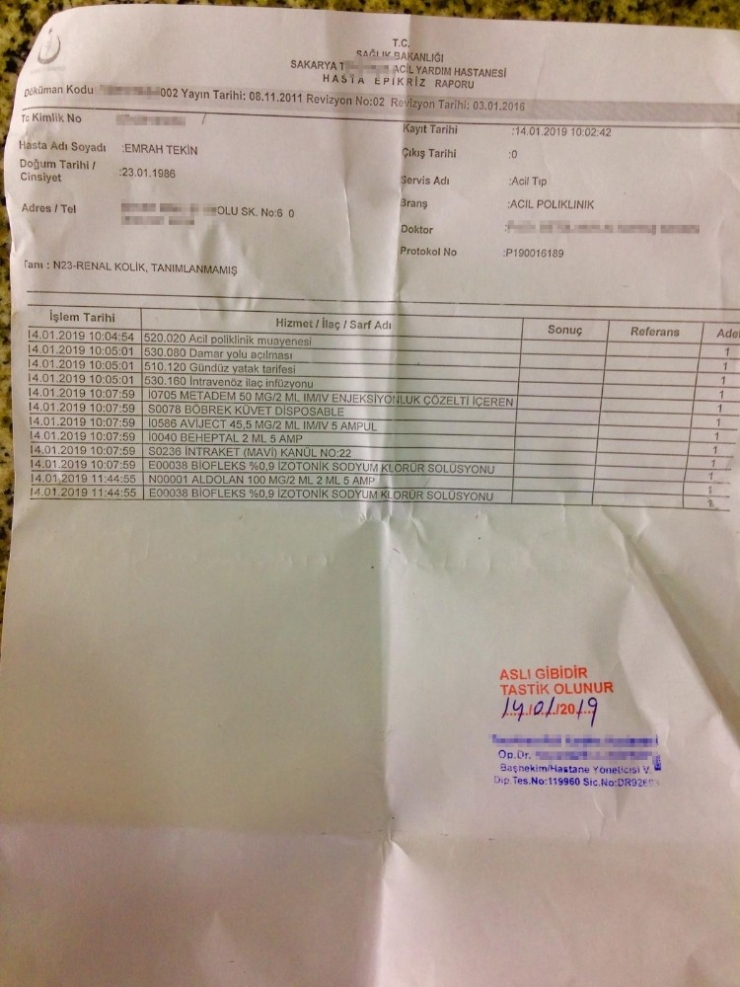 T.C.
SAĞLIK BAKANLIĞI
SAKARYA ACİL YARDIM HASTANESİ
HASTA EPİKRİZ RAPORU
Döküman Kodu 002 Yayın Tarihi: 08.11.2011 Revizyon No:02 Revizyon Tarihi: 03.01.2016
Tc Kimlik No /
Kayıt Tarihi :14.01.2019 10:02:42
Hasta Adı Soyadı :EMRAH TEKİN
Çıkış Tarihi :0
Doğum Tarihi / Cinsiyet :23.01.1986
Servis Adı :Acil Tıp
Adres / Tel OLU SK. No:6 0
Branş :ACİL POLİKLİNİK
Doktor
Protokol No :P190016189
Tanı : N23-RENAL KOLİK, TANIMLANMAMIŞ
İşlem Tarihi Hizmet / İlaç / Sarf Adı Sonuç Referans Adet
14.01.2019 10:04:54 520.020 Acil poliklinik muayenesi 1
14.01.2019 10:05:01 530.080 Damar yolu açılması 1
14.01.2019 10:05:01 510,120 Gündüz yatak tarifesi 1
14.01.2019 10:05:01 530.160 İntravenöz ilaç infüzyonu 1
14.01.2019 10:07:59 I0705 METADEM 50 MG/2 ML IM/IV ENJEKSİYONLUK ÇÖZELTİ İÇEREN 1
14.01.2019 10:07:59 S0078 BÖBREK KÜVET DİSPOSABLE 1
14.01.2019 10:07:59 I0586 AVİJECT 45,5 MG/2 ML IM/IV 5 AMPUL 1
14.01.2019 10:07:59 I0040 BEHEPTAL 2 ML 5 AMP 1
14.01.2019 10:07:59 S0236 İNTRAKET (MAVİ) KANÜL NO:22 1
14.01.2019 10:07:59 E00038 BİOFLEKS %0,9 İZOTONİK SODYUM KLORÜR SOLÜSYONU 1
14.01.2019 11:44:55 N00001 ALDOLAN 100 MG/2 ML 2 ML 5 AMP 1
14.01.2019 11:44:55 E00038 BİOFLEKS %0,9 İZOTONİK SODYUM KLORÜR SOLÜSYONU
ASLI GİBİDİR
TASTİK OLUNUR
14/01/2019
Op.Dr.
Başhekim/Hastane Yöneticisi V.
Dip.Tes.No:119960 Sic.No:DR926